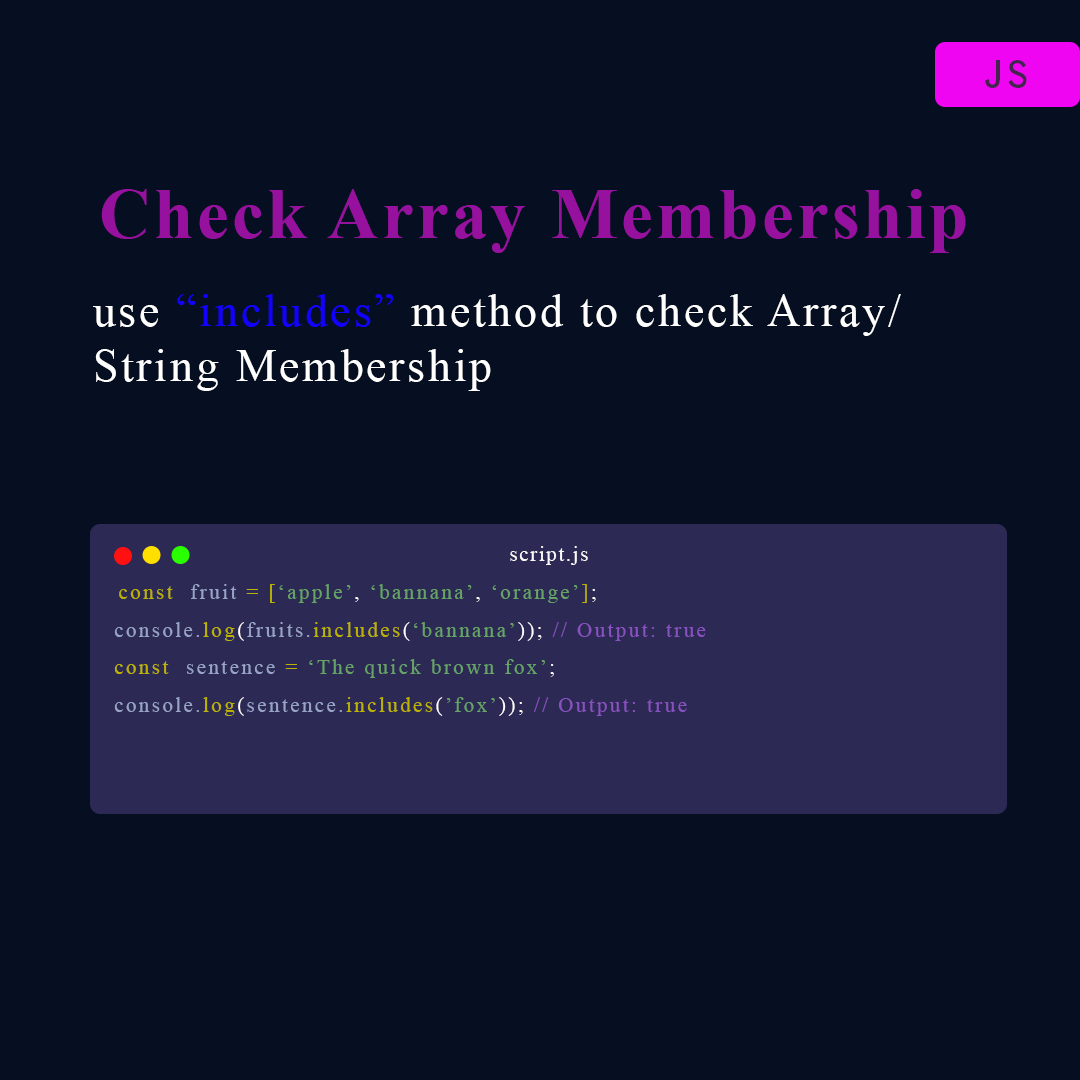 JS
Check Array Membership
use “includes” method to check Array/
String Membership
script.js
const fruit = [‘apple’, ‘bannana’, ‘orange’];
console.log(fruits.includes(‘bannana’)); // Output: true
const sentence = ‘The quick brown fox’;
console.log(sentence.includes(’fox’)); // Output: true